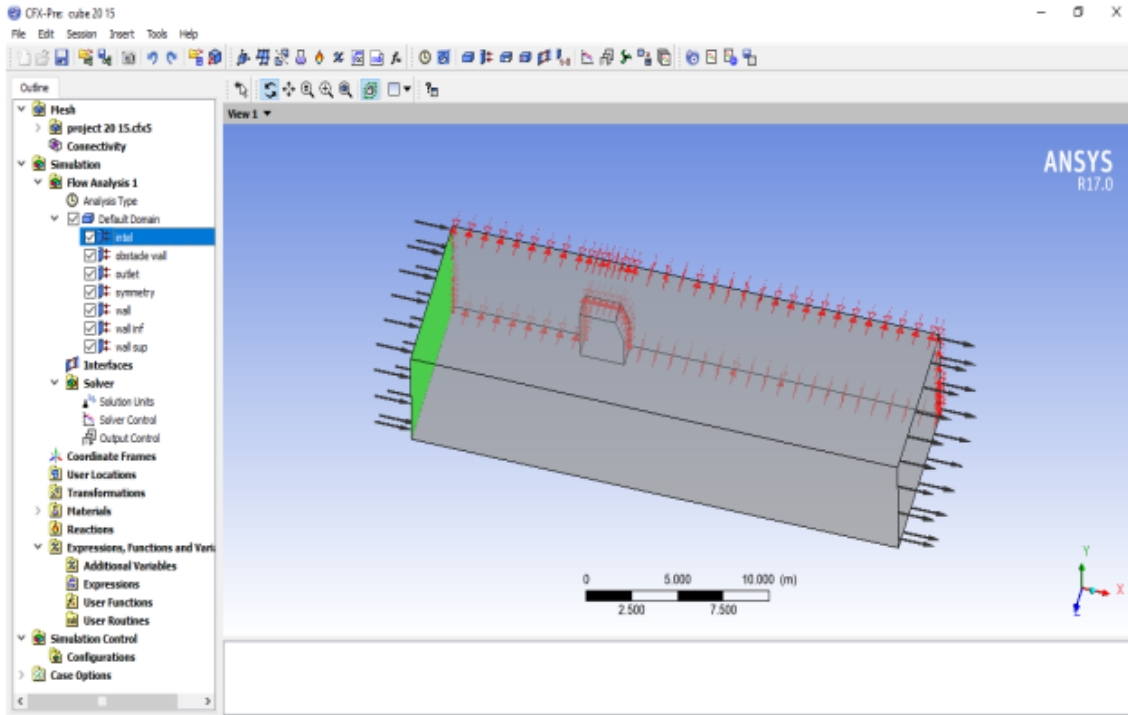 CFX-Pre: cube 20 15
File Edit Session Insert Tools Help
Outline
View 1
Mesh
project 20 15.cfx5
Connectivity
Simulation
Flow Analysis 1
Analysis Type
Default Domain
intel
obstacle wall
outlet
symmetry
wall
wall inf
wall sup
Interfaces
Solver
Solution Units
Solver Control
Output Control
Coordinate Frames
User Locations
Transformations
Materials
Reactions
Expressions, Functions and Varia
Additional Variables
Expressions
User Functions
User Routines
Simulation Control
Configurations
Case Options
ANSYS
R17.0
0 5.000 10.000 (m)
2.500 7.500
Y
X
Z